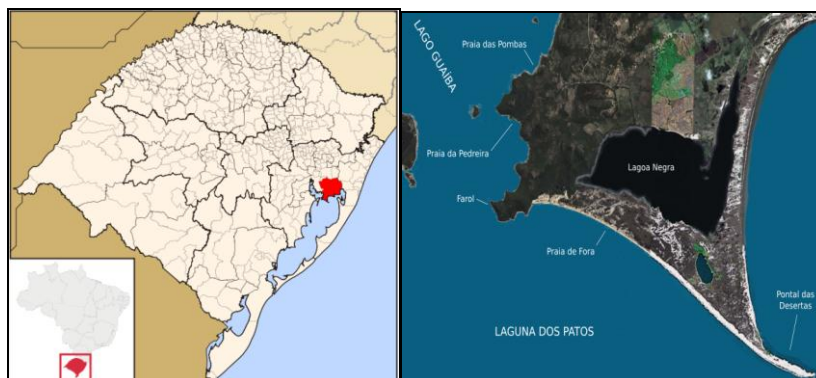 LAGO GUAÍBA
Praia das Pombas
Praia da Pedreira
Lagoa Negra
Farol
Praia de Fora
Pontal das
Desertas
LAGUNA DOS PATOS